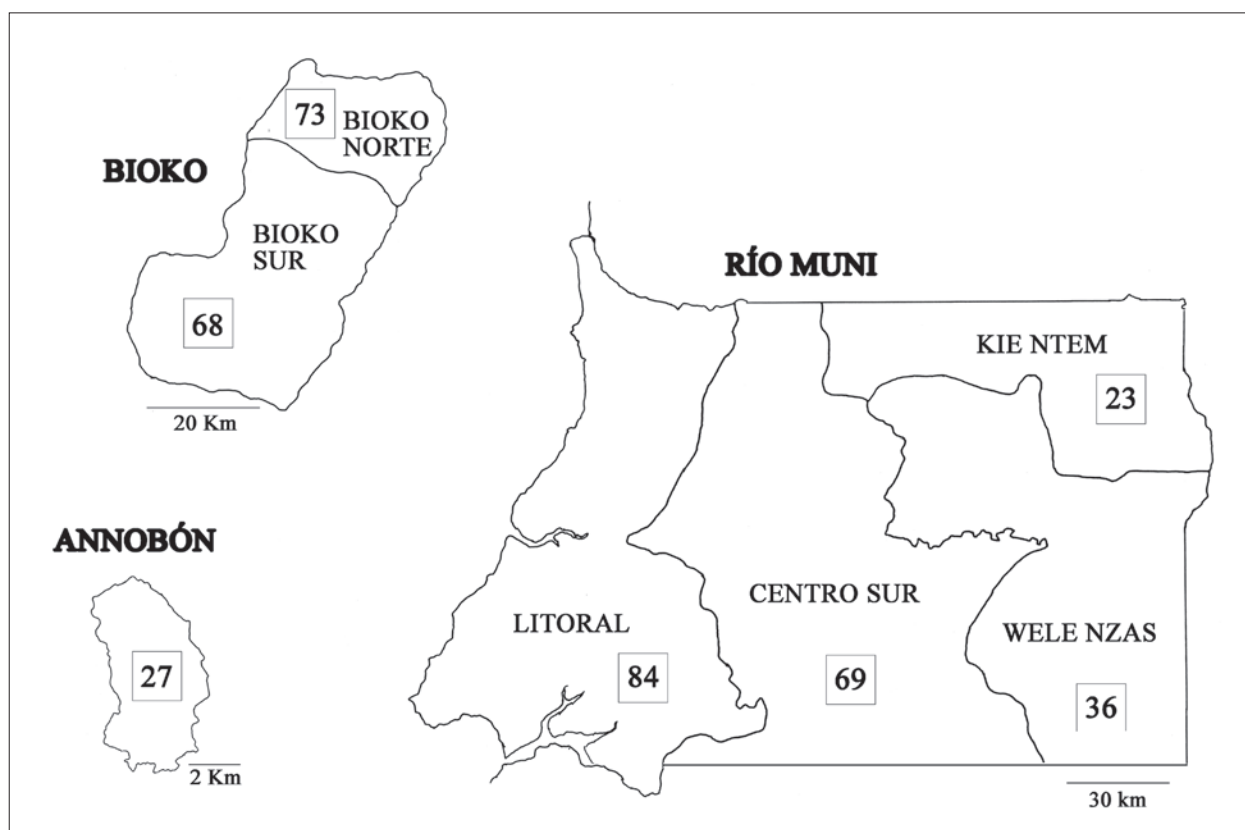 BIOKO
73
BIOKO
NORTE
BIOKO
SUR
68
20 Km
ANNOBÓN
27
2 Km
RÍO MUNI
KIE NTEM
23
LITORAL
84
CENTRO SUR
69
WELE NZAS
36
30 km